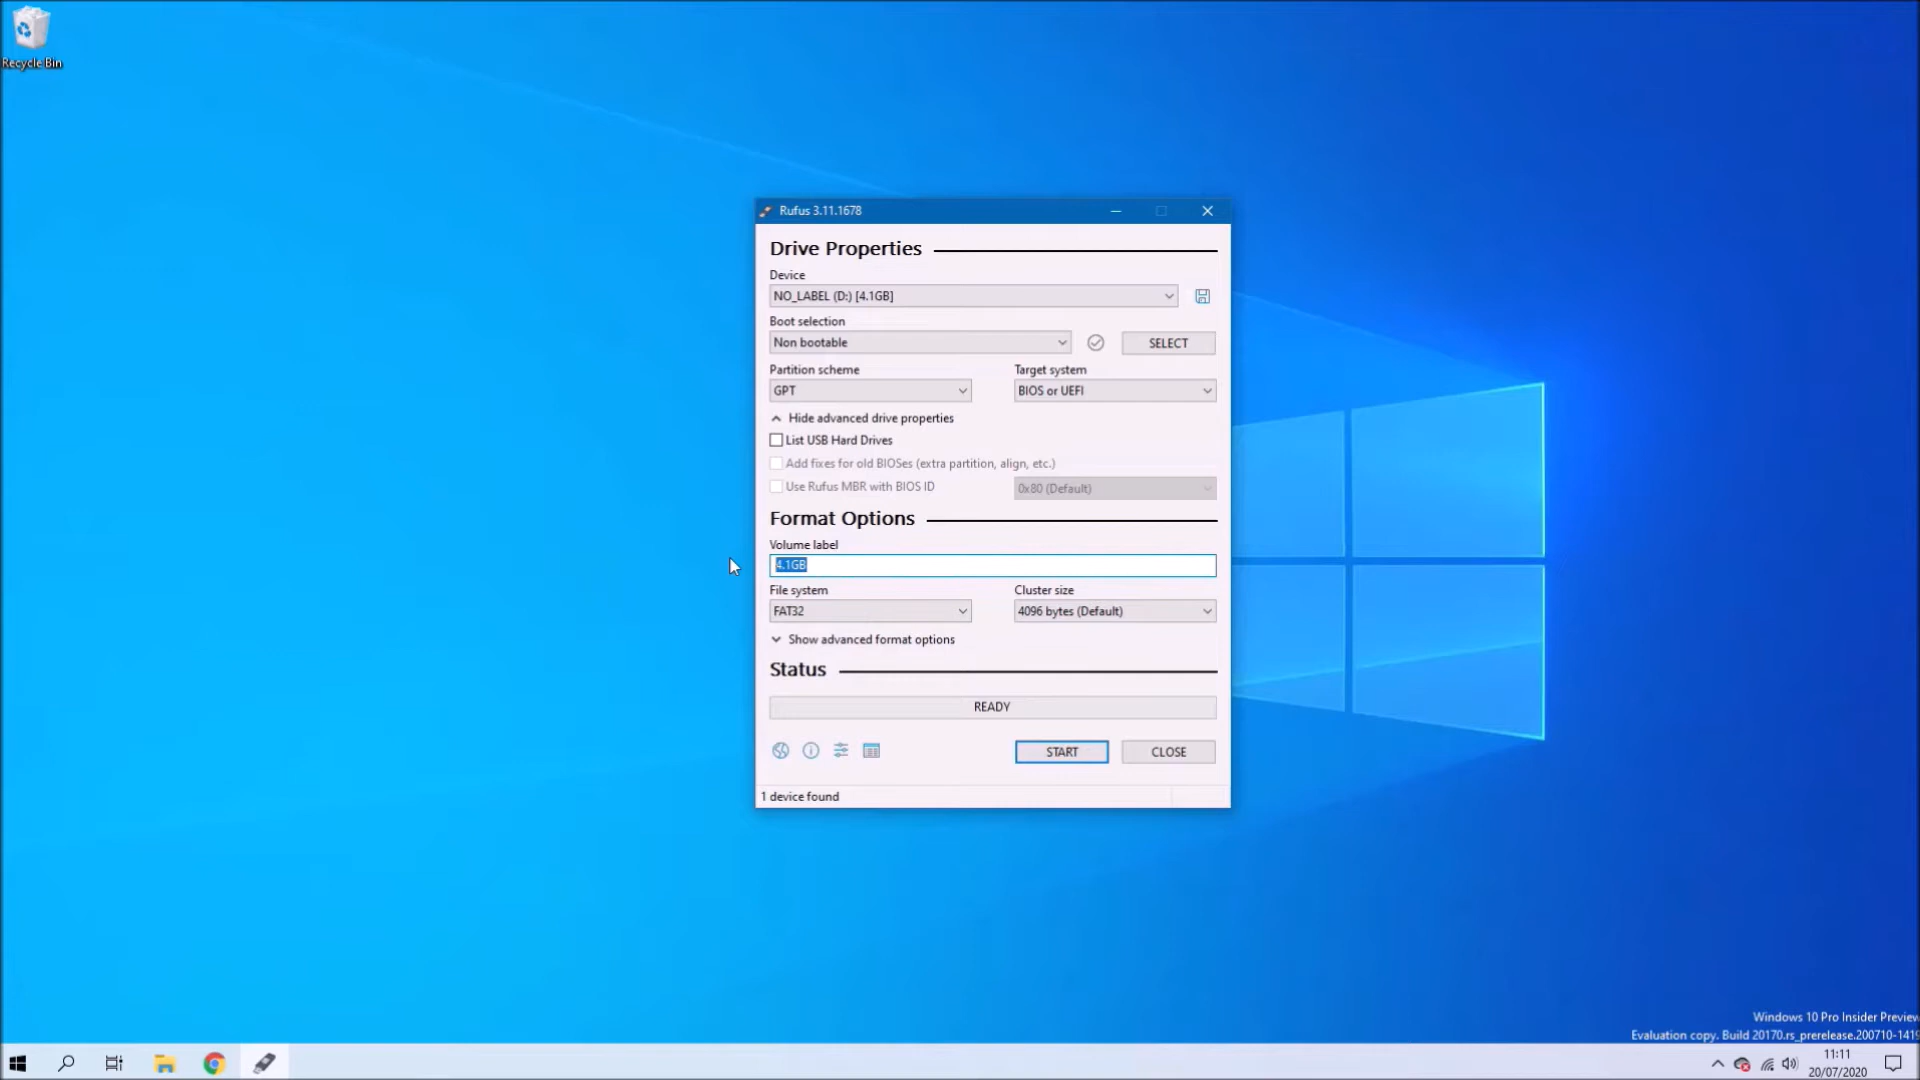 Recycle Bin
Rufus 3.11.1678
Drive Properties
Device
NO_LABEL (D:) [4.1GB]
Boot selection
Non bootable
SELECT
Partition scheme
Target system
GPT
BIOS or UEFI
Hide advanced drive properties
List USB Hard Drives
Add fixes for old BIOSes (extra partition, align, etc.)
Use Rufus MBR with BIOS ID
0x80 (Default)
Format Options
Volume label
4.1GB
File system
Cluster size
FAT32
4096 bytes (Default)
Show advanced format options
Status
READY
START
CLOSE
1 device found
Windows 10 Pro Insider Preview
Evaluation copy. Build 20170.rs_prerelease.200710-1419
11:11
20/07/2020